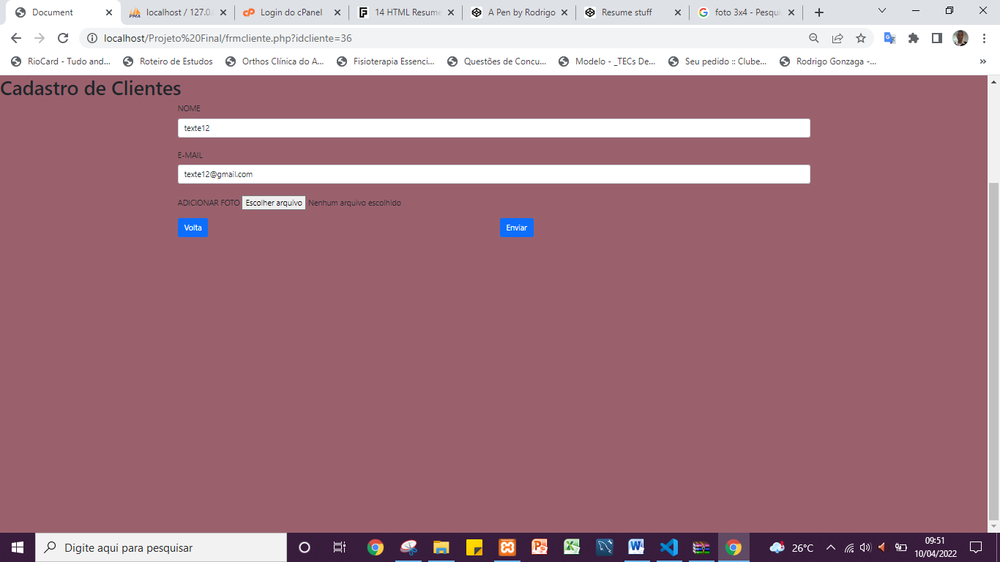 Document
localhost / 127.0.
Login do cPanel
14 HTML Resume
A Pen by Rodrigo
Resume stuff
foto 3x4 - Pesqui
localhost/Projeto%20Final/frmcliente.php?idcliente=36
RioCard - Tudo and...
Roteiro de Estudos
Orthos Clínica do A...
Fisioterapia Essenci...
Questões de Concu...
Modelo - _TECs De...
Seu pedido :: Clube...
Rodrigo Gonzaga -...
»
Cadastro de Clientes
NOME
texte12
E-MAIL
texte12@gmail.com
ADICIONAR FOTO Escolher arquivo Nenhum arquivo escolhido
Volta
Enviar
Digite aqui para pesquisar
26°C
09:51
10/04/2022